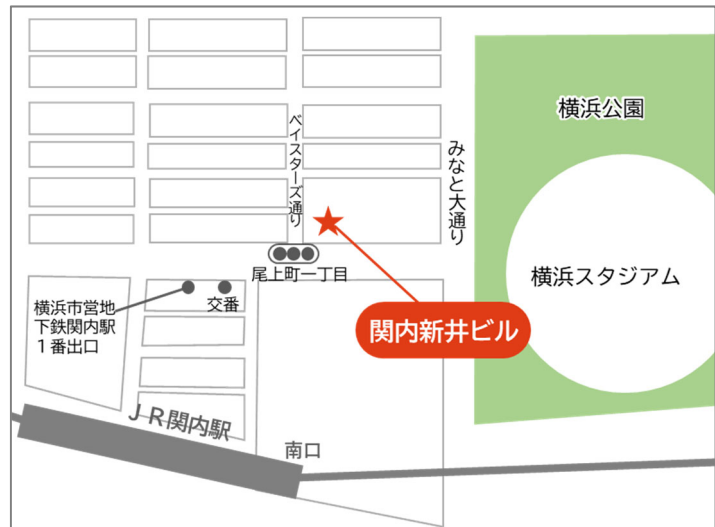 横浜公園
ベイスターズ通り
みなと大通り
横浜スタジアム
尾上町一丁目
交番
横浜市営地
下鉄関内駅
１番出口
関内新井ビル
ＪＲ関内駅
南口